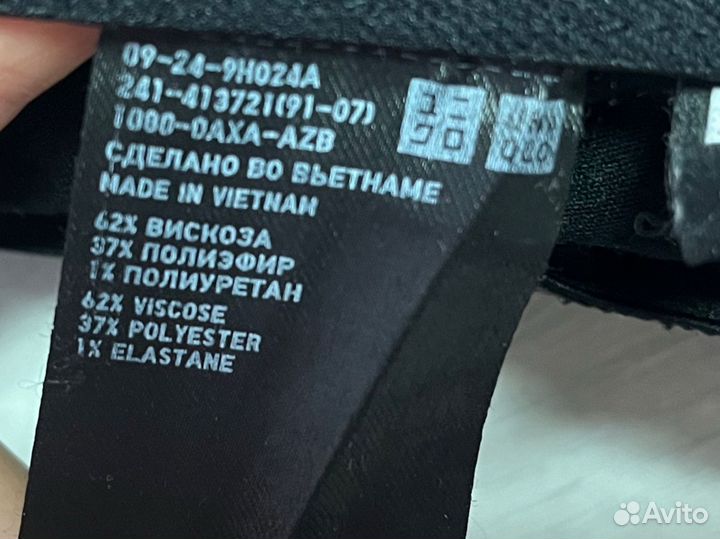 09-24-9H024A
241-413721(91-07)
1000-0AXA-AZB
СДЕЛАНО ВО ВЬЕТНАМЕ
MADE IN VIETNAM
62% ВИСКОЗА
37% ПОЛИЭФИР
1% ПОЛИУРЕТАН
62% VISCOSE
37% POLYESTER
1% ELASTANE
Avito